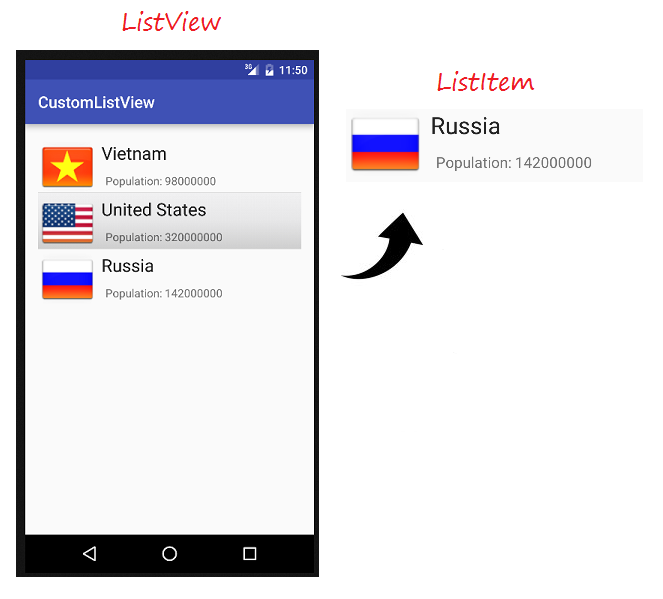 ListView
3G 11:50
CustomListView
Vietnam
Population: 98000000
United States
Population: 320000000
Russia
Population: 142000000
ListItem
Russia
Population: 142000000